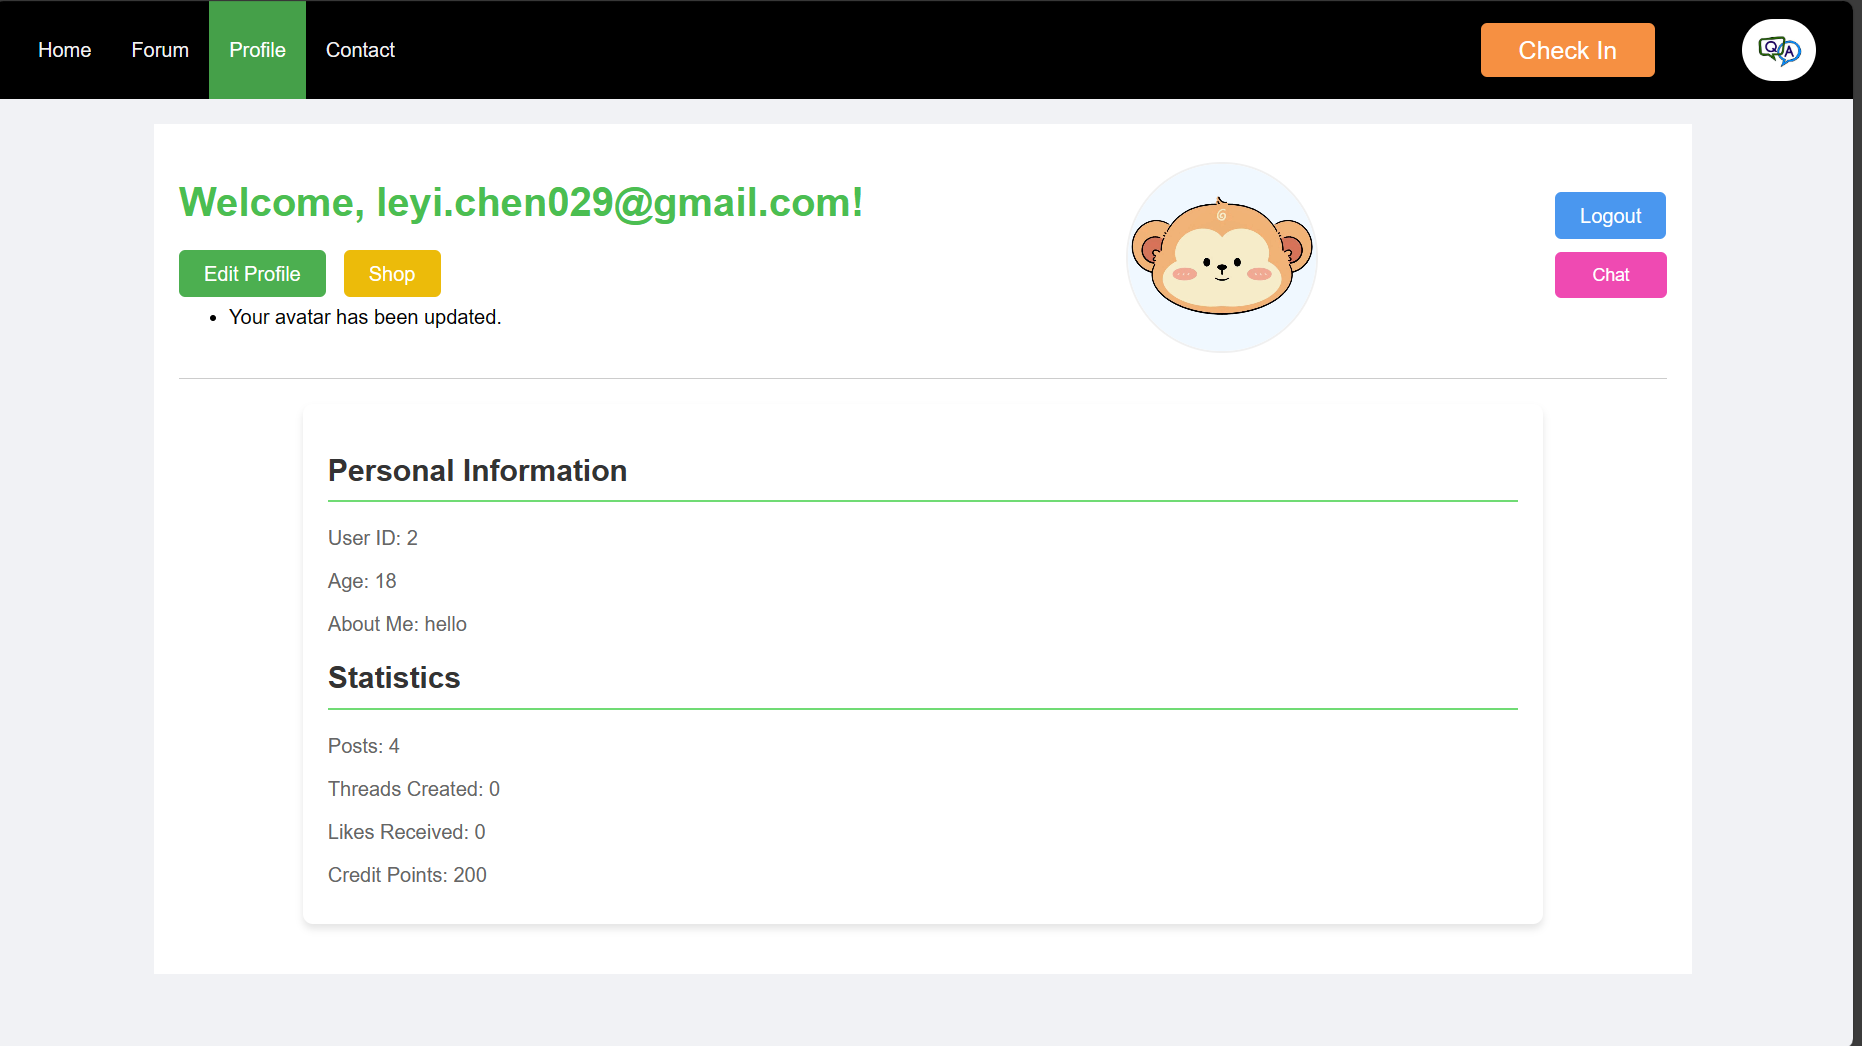 Home Forum Profile Contact Check In QA
Welcome, leyi.chen029@gmail.com!
Logout
Edit Profile Shop Chat
Your avatar has been updated.
Personal Information
User ID: 2
Age: 18
About Me: hello
Statistics
Posts: 4
Threads Created: 0
Likes Received: 0
Credit Points: 200